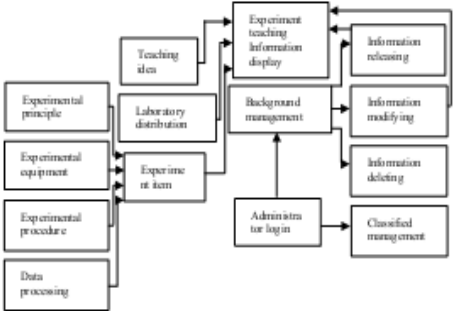 Experiment
teaching
Information
display
Teaching
idea
Information
releasing
Experimental
principle
Laboratory
distribution
Background
management
Information
modifying
Experimental
equipment
Experime
nt item
Information
deleting
Experimental
procedure
Administra
tor login
Classified
management
Data
processing